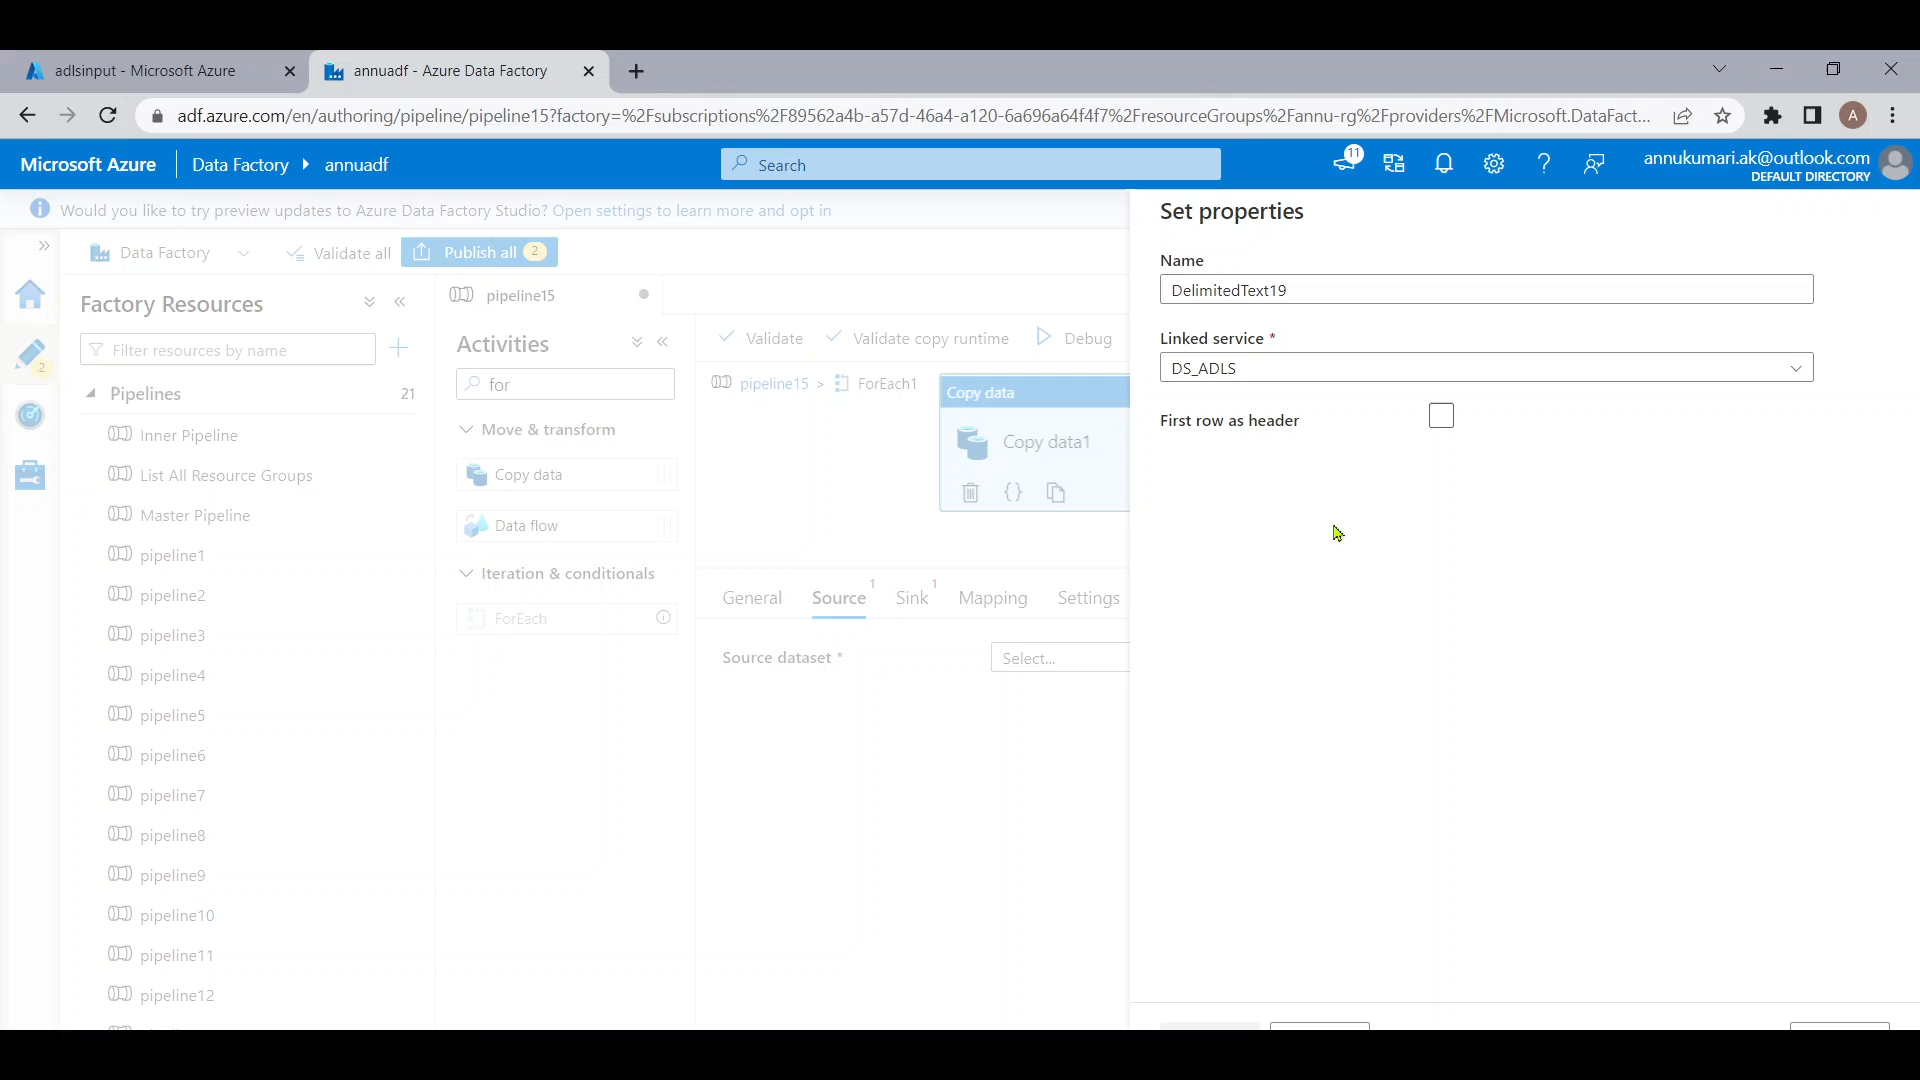 adlsinput - Microsoft Azure
annuadf - Azure Data Factory
adf.azure.com/en/authoring/pipeline/pipeline15?factory=%2Fsubscriptions%2F89562a4b-a57d-46a4-a120-6a696a64f4f7%2FresourceGroups%2Fannu-rg%2Fproviders%2FMicrosoft.DataFact...
A
Microsoft Azure
Data Factory
annuadf
Search
11
annukumari.ak@outlook.com
DEFAULT DIRECTORY
Would you like to try preview updates to Azure Data Factory Studio? Open settings to learn more and opt in
Data Factory
Validate all
Publish all 2
2
Factory Resources
Filter resources by name
Pipelines 21
Inner Pipeline
List All Resource Groups
Master Pipeline
pipeline1
pipeline2
pipeline3
pipeline4
pipeline5
pipeline6
pipeline7
pipeline8
pipeline9
pipeline10
pipeline11
pipeline12
pipeline15
Activities
for
Move & transform
Copy data
Data flow
Iteration & conditionals
ForEach
Validate
Validate copy runtime
Debug
pipeline15 > ForEach1
Copy data
Copy data1
General
Source 1
Sink 1
Mapping
Settings
Source dataset *
Select...
Set properties
Name
DelimitedText19
Linked service *
DS_ADLS
First row as header